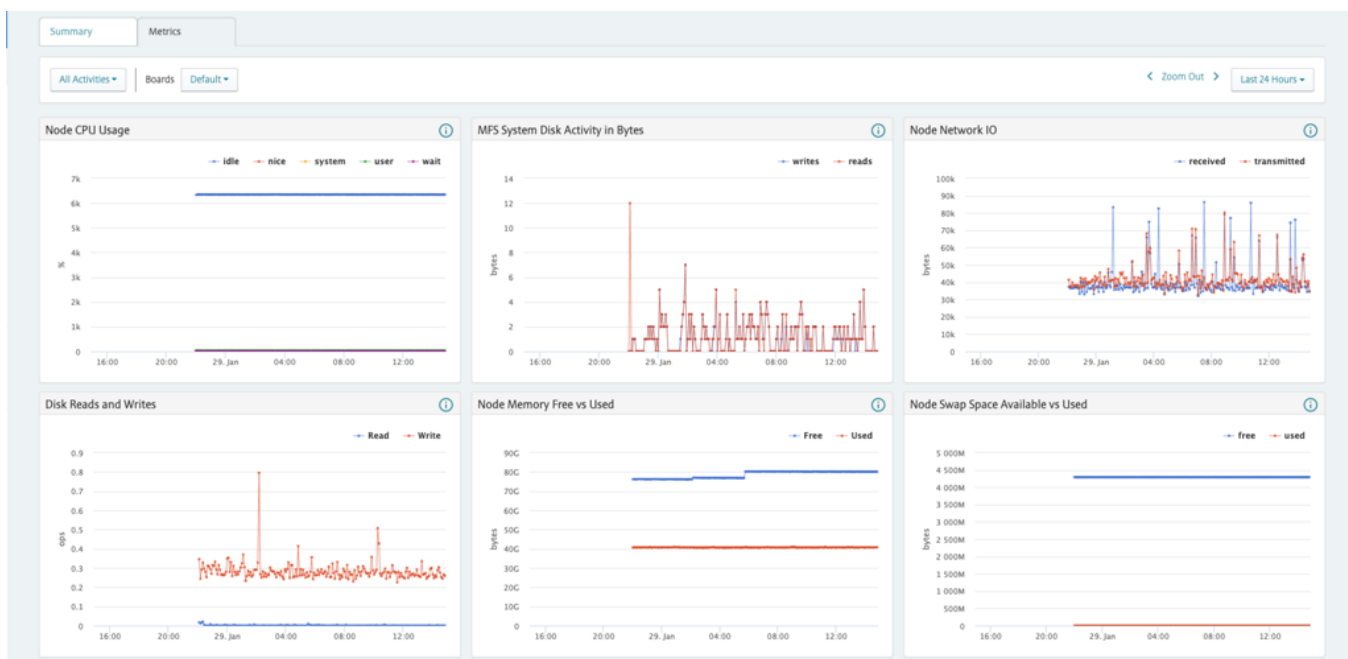 Summary Metrics
All Activities Boards Default Zoom Out Last 24 Hours
Node CPU Usage
idle nice system user wait
7k
6k
5k
4k
3k
2k
1k
0
%
16:00 20:00 29. Jan 04:00 08:00 12:00
MFS System Disk Activity in Bytes
writes reads
14
12
10
8
6
4
2
0
bytes
16:00 20:00 29. Jan 04:00 08:00 12:00
Node Network IO
received transmitted
100k
90k
80k
70k
60k
50k
40k
30k
20k
10k
0
bytes
16:00 20:00 29. Jan 04:00 08:00 12:00
Disk Reads and Writes
Read Write
0.9
0.8
0.7
0.6
0.5
0.4
0.3
0.2
0.1
0
ops
16:00 20:00 29. Jan 04:00 08:00 12:00
Node Memory Free vs Used
Free Used
90G
80G
70G
60G
50G
40G
30G
20G
10G
0
bytes
16:00 20:00 29. Jan 04:00 08:00 12:00
Node Swap Space Available vs Used
free used
5 000M
4 500M
4 000M
3 500M
3 000M
2 500M
2 000M
1 500M
1 000M
500M
0
bytes
16:00 20:00 29. Jan 04:00 08:00 12:00